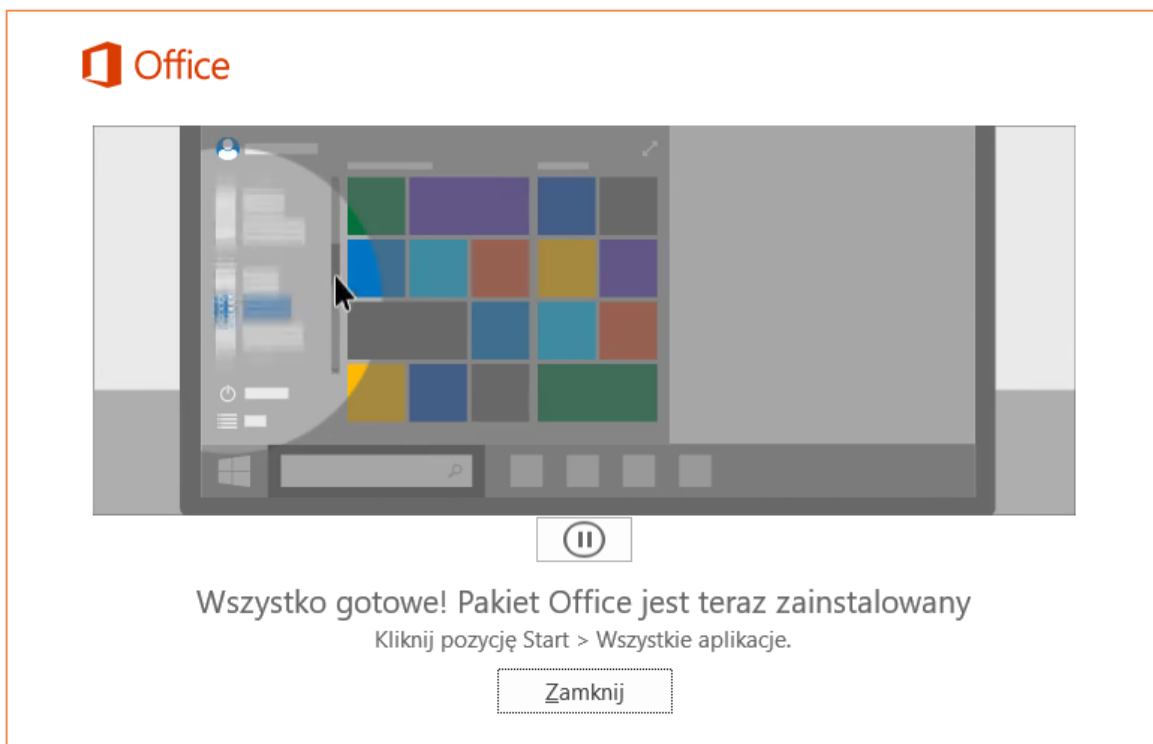 Office
Wszystko gotowe! Pakiet Office jest teraz zainstalowany
Kliknij pozycję Start > Wszystkie aplikacje.
Zamknij